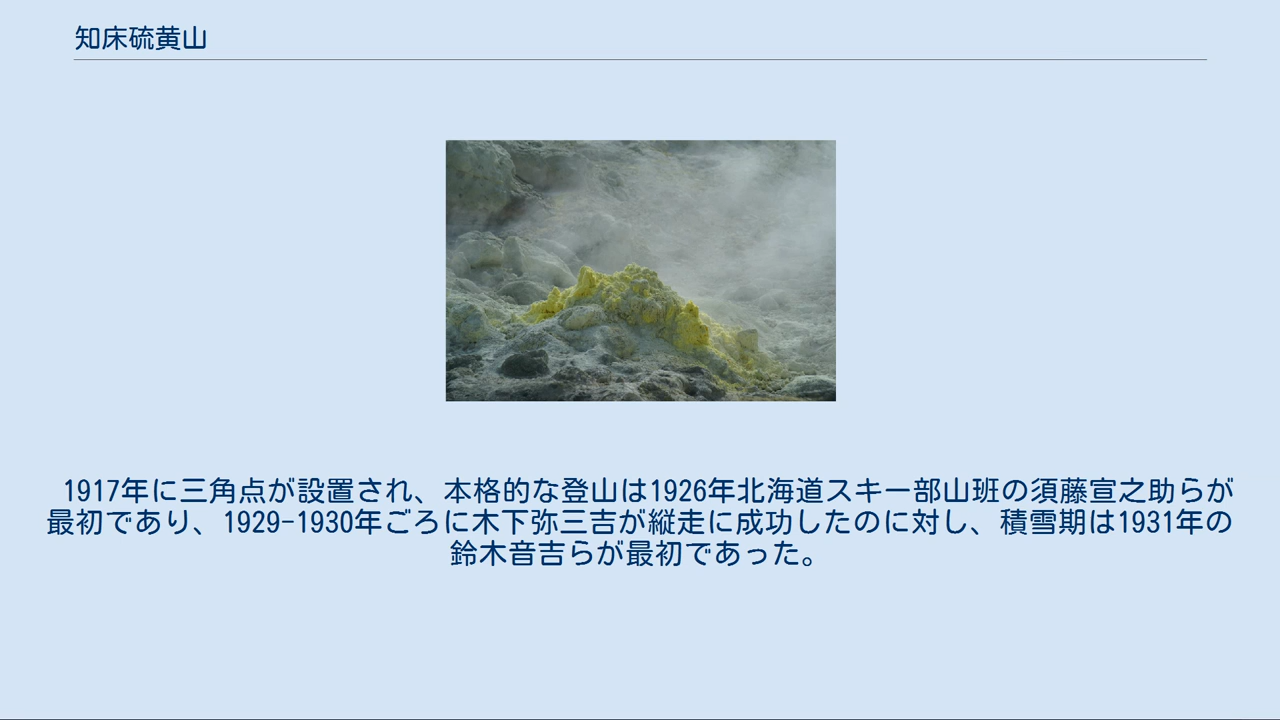 知床硫黄山
1917年に三角点が設置され、本格的な登山は1926年北海道スキー部山班の須藤宣之助らが
最初であり、1929-1930年ごろに木下弥三吉が縦走に成功したのに対し、積雪期は1931年の
鈴木音吉らが最初であった。